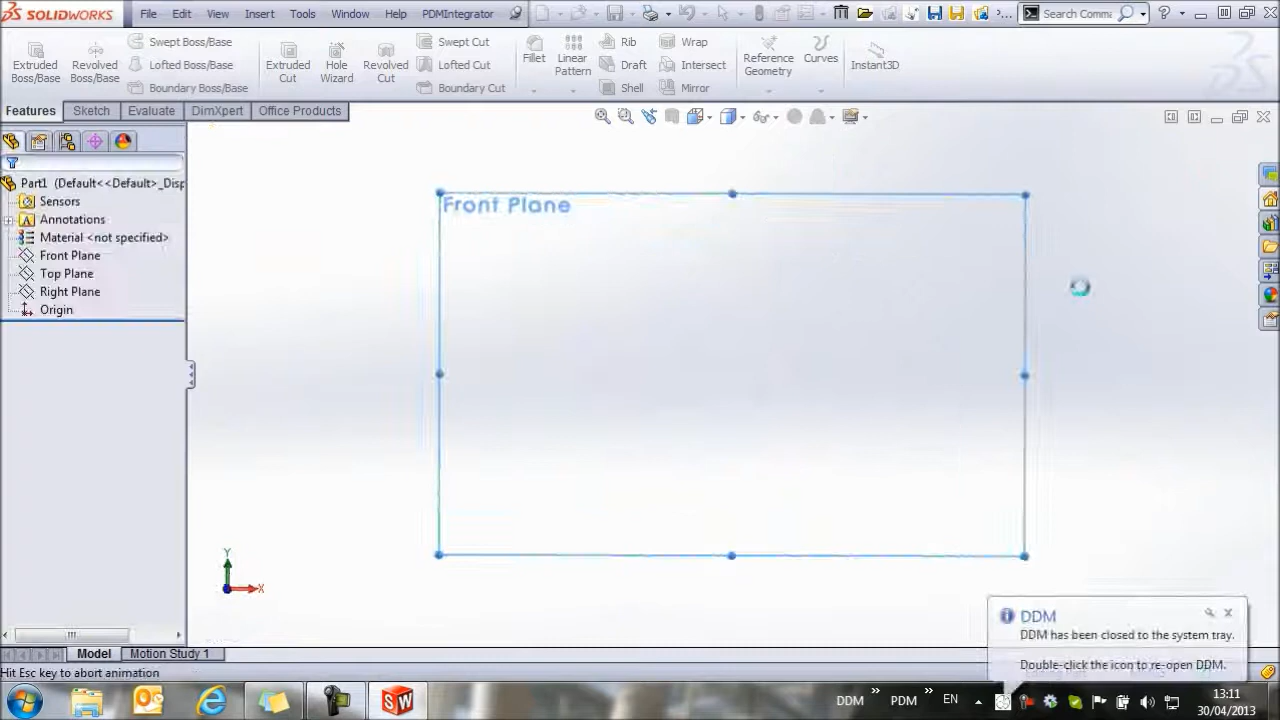 SOLIDWORKS File Edit View Insert Tools Window Help PDMIntegrator Search Comma
Extruded Boss/Base
Revolved Boss/Base
Swept Boss/Base
Lofted Boss/Base
Boundary Boss/Base
Extruded Cut
Hole Wizard
Revolved Cut
Swept Cut
Lofted Cut
Boundary Cut
Fillet
Linear Pattern
Rib
Draft
Shell
Wrap
Intersect
Mirror
Reference Geometry
Curves
Instant3D
Features Sketch Evaluate DimXpert Office Products
Part1 (Default<<Default>_Disp
Sensors
Annotations
Material <not specified>
Front Plane
Top Plane
Right Plane
Origin
Front Plane
Y
X
DDM
DDM has been closed to the system tray.
Double-click the icon to re-open DDM.
Model Motion Study 1
Hit Esc key to abort animation
DDM PDM EN 13:11
30/04/2013